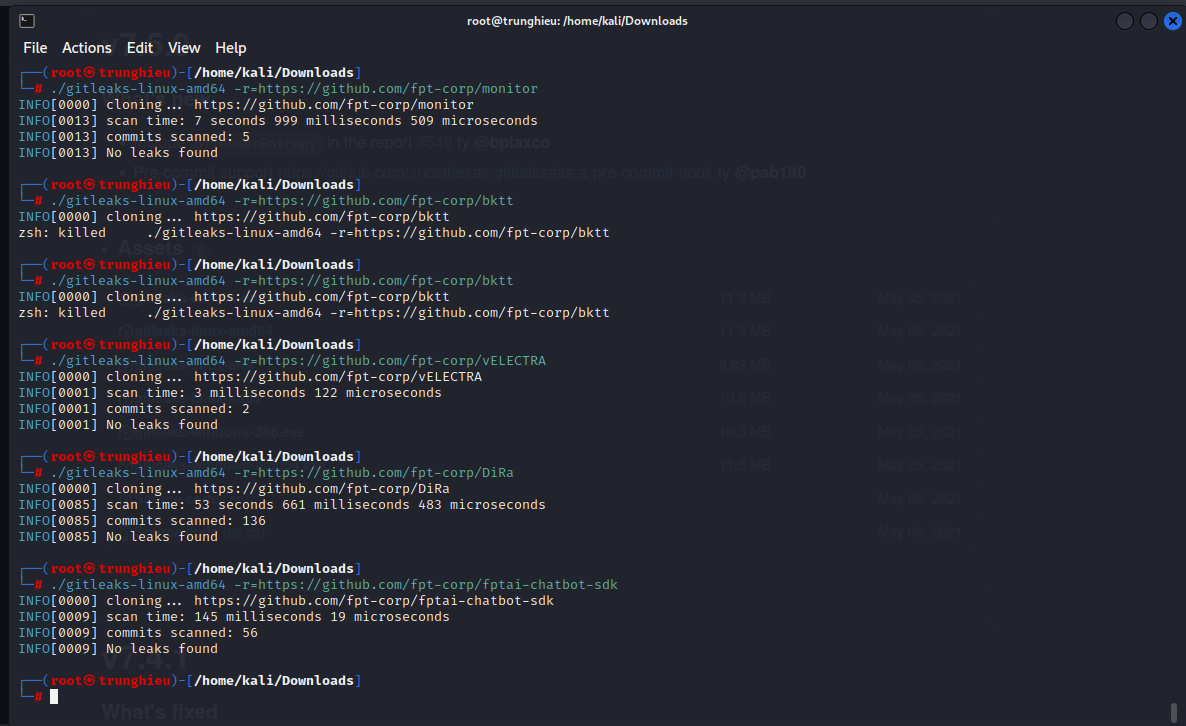 root@trunghieu: /home/kali/Downloads
File Actions Edit View Help
┌──(root㉿trunghieu)-[/home/kali/Downloads]
└─# ./gitleaks-linux-amd64 -r=https://github.com/fpt-corp/monitor
INFO[0000] cloning... https://github.com/fpt-corp/monitor
INFO[0013] scan time: 7 seconds 999 milliseconds 509 microseconds
INFO[0013] commits scanned: 5
INFO[0013] No leaks found
┌──(root㉿trunghieu)-[/home/kali/Downloads]
└─# ./gitleaks-linux-amd64 -r=https://github.com/fpt-corp/bktt
INFO[0000] cloning... https://github.com/fpt-corp/bktt
zsh: killed     ./gitleaks-linux-amd64 -r=https://github.com/fpt-corp/bktt
┌──(root㉿trunghieu)-[/home/kali/Downloads]
└─# ./gitleaks-linux-amd64 -r=https://github.com/fpt-corp/bktt
INFO[0000] cloning... https://github.com/fpt-corp/bktt
zsh: killed     ./gitleaks-linux-amd64 -r=https://github.com/fpt-corp/bktt
┌──(root㉿trunghieu)-[/home/kali/Downloads]
└─# ./gitleaks-linux-amd64 -r=https://github.com/fpt-corp/vELECTRA
INFO[0000] cloning... https://github.com/fpt-corp/vELECTRA
INFO[0001] scan time: 3 milliseconds 122 microseconds
INFO[0001] commits scanned: 2
INFO[0001] No leaks found
┌──(root㉿trunghieu)-[/home/kali/Downloads]
└─# ./gitleaks-linux-amd64 -r=https://github.com/fpt-corp/DiRa
INFO[0000] cloning... https://github.com/fpt-corp/DiRa
INFO[0085] scan time: 53 seconds 661 milliseconds 483 microseconds
INFO[0085] commits scanned: 136
INFO[0085] No leaks found
┌──(root㉿trunghieu)-[/home/kali/Downloads]
└─# ./gitleaks-linux-amd64 -r=https://github.com/fpt-corp/fptai-chatbot-sdk
INFO[0000] cloning... https://github.com/fpt-corp/fptai-chatbot-sdk
INFO[0009] scan time: 145 milliseconds 19 microseconds
INFO[0009] commits scanned: 56
INFO[0009] No leaks found
┌──(root㉿trunghieu)-[/home/kali/Downloads]
└─#